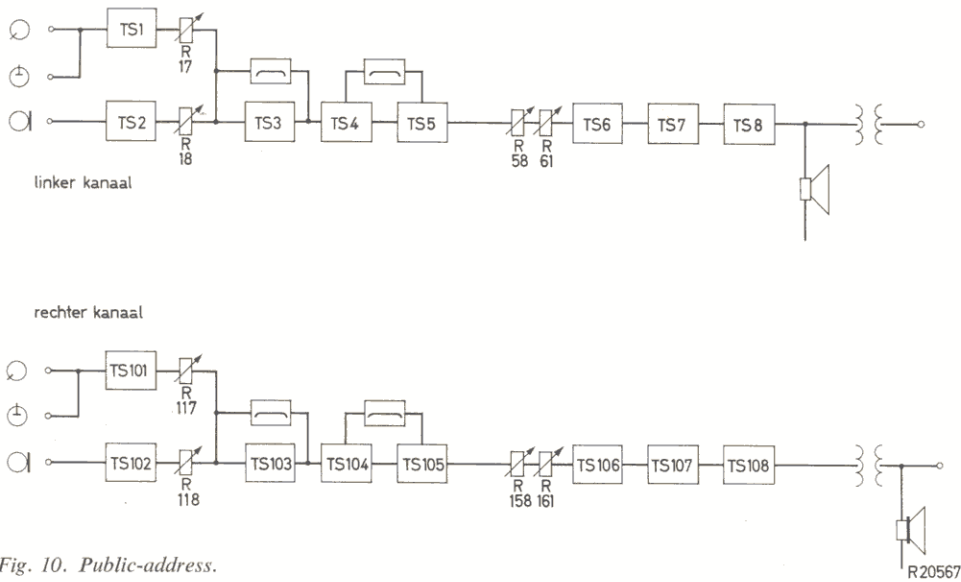 TS1
R
17
TS2
R
18
TS3
TS4
TS5
R
58
R
61
TS6
TS7
TS8
linker kanaal
rechter kanaal
TS101
R
117
TS102
R
118
TS103
TS104
TS105
R
158
R
161
TS106
TS107
TS108
Fig. 10. Public-address.
R20567